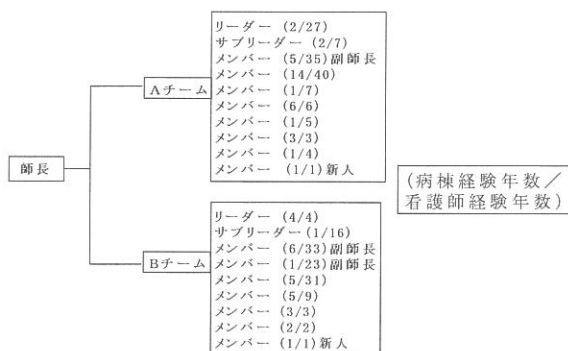 師長
Aチーム
リーダー (2/27)
サブリーダー (2/7)
メンバー (5/35)副師長
メンバー (14/40)
メンバー (1/7)
メンバー (6/6)
メンバー (1/5)
メンバー (3/3)
メンバー (1/4)
メンバー (1/1)新人
Bチーム
リーダー (4/4)
サブリーダー(1/16)
メンバー (6/33)副師長
メンバー (1/23)副師長
メンバー (5/31)
メンバー (5/9)
メンバー (3/3)
メンバー (2/2)
メンバー (1/1)新人
(病棟経験年数/
看護師経験年数)